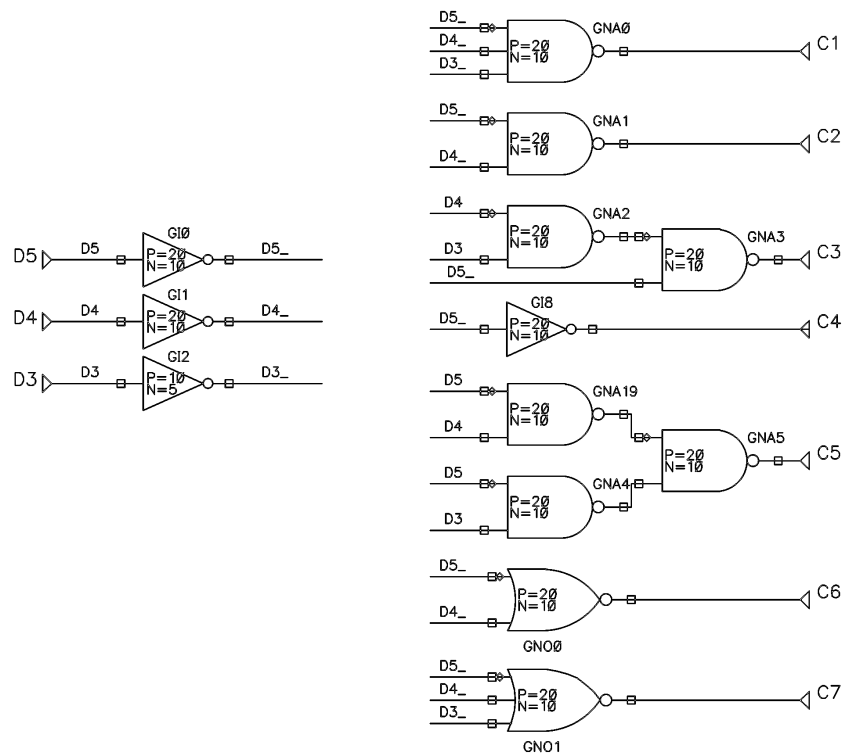 D5_
D4_
D3_
P=2Ø
N=1Ø
GNAØ
C1
D5_
D4_
P=2Ø
N=1Ø
GNA1
C2
D4
D3
D5_
P=2Ø
N=1Ø
GNA2
P=2Ø
N=1Ø
GNA3
C3
D5
D5
GIØ
P=2Ø
N=1Ø
D5_
D4
D4
GI1
P=2Ø
N=1Ø
D4_
D3
D3
GI2
P=1Ø
N=5
D3_
D5_
GI8
P=2Ø
N=1Ø
C4
D5
D4
P=2Ø
N=1Ø
GNA19
D5
D3
P=2Ø
N=1Ø
GNA4
P=2Ø
N=1Ø
GNA5
C5
D5_
D4_
P=2Ø
N=1Ø
GNOØ
C6
D5_
D4_
D3_
P=2Ø
N=1Ø
GNO1
C7